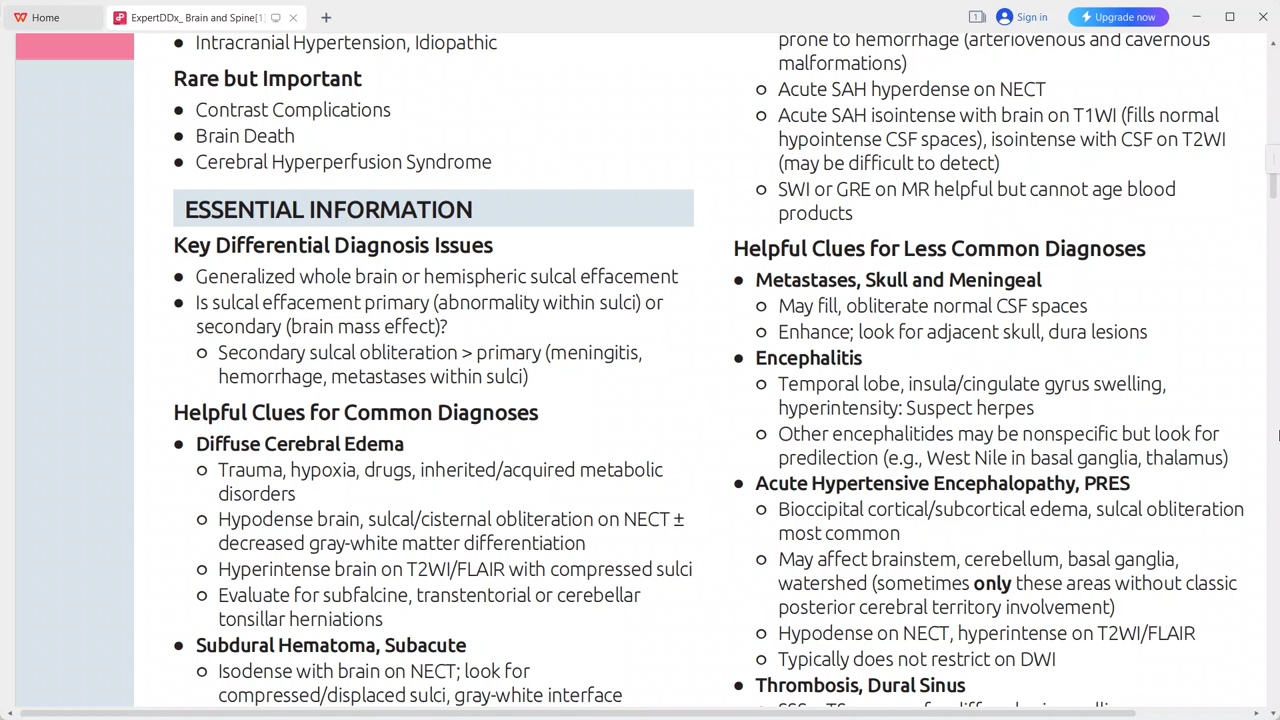 Home
ExpertDDx_ Brain and Spine[1]
1
Sign in
Upgrade now
• Intracranial Hypertension, Idiopathic
Rare but Important
• Contrast Complications
• Brain Death
• Cerebral Hyperperfusion Syndrome
ESSENTIAL INFORMATION
Key Differential Diagnosis Issues
• Generalized whole brain or hemispheric sulcal effacement
• Is sulcal effacement primary (abnormality within sulci) or
secondary (brain mass effect)?
o Secondary sulcal obliteration > primary (meningitis,
hemorrhage, metastases within sulci)
Helpful Clues for Common Diagnoses
• Diffuse Cerebral Edema
o Trauma, hypoxia, drugs, inherited/acquired metabolic
disorders
o Hypodense brain, sulcal/cisternal obliteration on NECT ±
decreased gray-white matter differentiation
o Hyperintense brain on T2WI/FLAIR with compressed sulci
o Evaluate for subfalcine, transtentorial or cerebellar
tonsillar herniations
• Subdural Hematoma, Subacute
o Isodense with brain on NECT; look for
compressed/displaced sulci, gray-white interface
prone to hemorrhage (arteriovenous and cavernous
malformations)
o Acute SAH hyperdense on NECT
o Acute SAH isointense with brain on T1WI (fills normal
hypointense CSF spaces), isointense with CSF on T2WI
(may be difficult to detect)
o SWI or GRE on MR helpful but cannot age blood
products
Helpful Clues for Less Common Diagnoses
• Metastases, Skull and Meningeal
o May fill, obliterate normal CSF spaces
o Enhance; look for adjacent skull, dura lesions
• Encephalitis
o Temporal lobe, insula/cingulate gyrus swelling,
hyperintensity: Suspect herpes
o Other encephalitides may be nonspecific but look for
predilection (e.g., West Nile in basal ganglia, thalamus)
• Acute Hypertensive Encephalopathy, PRES
o Bioccipital cortical/subcortical edema, sulcal obliteration
most common
o May affect brainstem, cerebellum, basal ganglia,
watershed (sometimes only these areas without classic
posterior cerebral territory involvement)
o Hypodense on NECT, hyperintense on T2WI/FLAIR
o Typically does not restrict on DWI
• Thrombosis, Dural Sinus